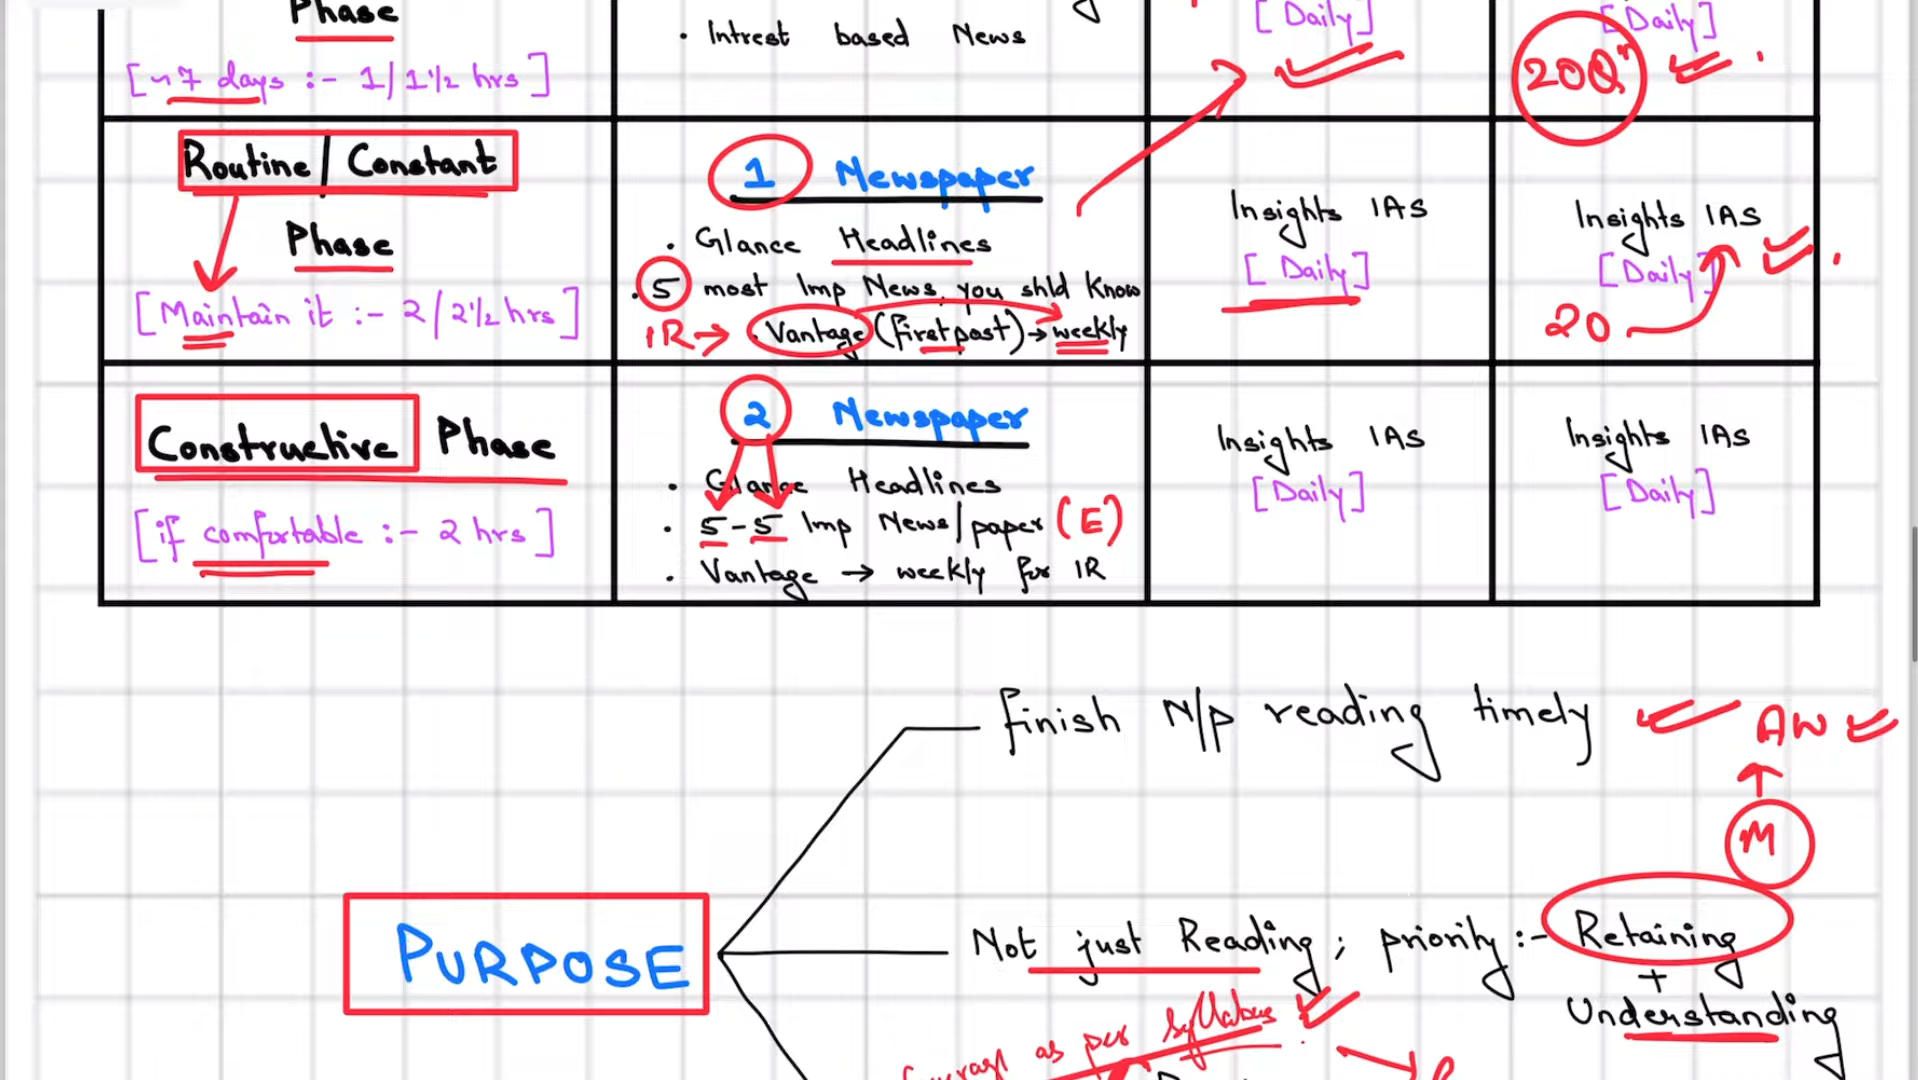 Phase
[~7 days :- 1/1½ hrs]
• Intrest based News
[Daily]
[Daily]
20Q'
Routine / Constant
Phase
[Maintain it :- 2/2½ hrs]
1 Newspaper
• Glance Headlines
• 5 most Imp News, you shld Know
IR → • Vantage (firstpost) → weekly
Insights IAS
[Daily]
Insights IAS
[Daily]
20
Constructive Phase
[if comfortable :- 2 hrs]
2 Newspaper
• Glance Headlines
• 5-5 Imp News/paper (E)
• Vantage → weekly for IR
Insights IAS
[Daily]
Insights IAS
[Daily]
finish N/p reading timely
AW
M
PURPOSE
Not just Reading ; priority :- Retaining
+
Understanding
as per syllabus